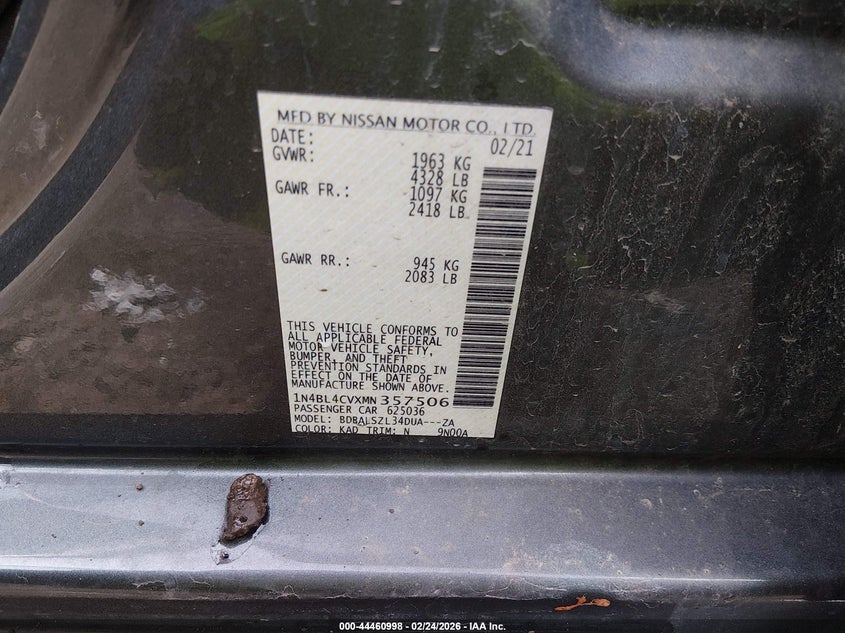 MFD BY NISSAN MOTOR CO., LTD.
DATE: 02/21
GVWR: 1963 KG
4328 LB
GAWR FR.: 1097 KG
2418 LB
GAWR RR.: 945 KG
2083 LB
THIS VEHICLE CONFORMS TO
ALL APPLICABLE FEDERAL
MOTOR VEHICLE SAFETY,
BUMPER, AND THEFT
PREVENTION STANDARDS IN
EFFECT ON THE DATE OF
MANUFACTURE SHOWN ABOVE.
1N4BL4CVXMN357506
PASSENGER CAR 625036
MODEL: BDBALSZL34DUA---ZA
COLOR: KAD TRIM: N 9N00A
000-44460998 - 02/24/2026 - IAA Inc.